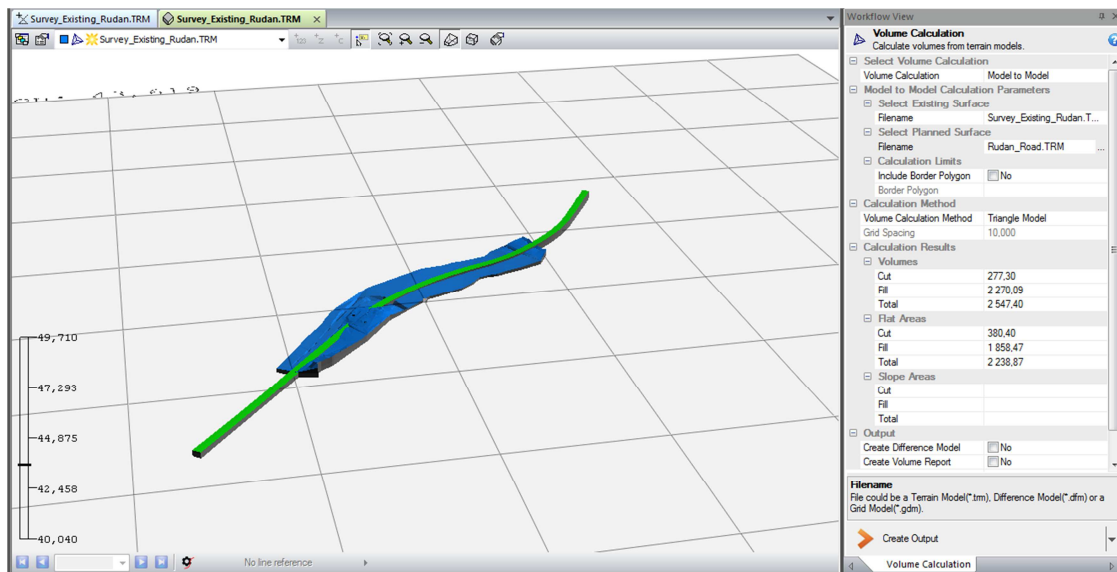 Survey_Existing_Rudan.TRM
Survey_Existing_Rudan.TRM
Survey_Existing_Rudan.TRM
49,710
47,293
44,875
42,458
40,040
No line reference
Workflow View
Volume Calculation
Calculate volumes from terrain models.
Select Volume Calculation
Volume Calculation Model to Model
Model to Model Calculation Parameters
Select Existing Surface
Filename Survey_Existing_Rudan.T...
Select Planned Surface
Filename Rudan_Road.TRM ...
Calculation Limits
Include Border Polygon No
Border Polygon
Calculation Method
Volume Calculation Method Triangle Model
Grid Spacing 10,000
Calculation Results
Volumes
Cut 277,30
Fill 2 270,09
Total 2 547,40
Flat Areas
Cut 380,40
Fill 1 858,47
Total 2 238,87
Slope Areas
Cut
Fill
Total
Output
Create Difference Model No
Create Volume Report No
Filename
File could be a Terrain Model(*.trm), Difference Model(*.dfm) or a
Grid Model(*.gdm).
Create Output
Volume Calculation